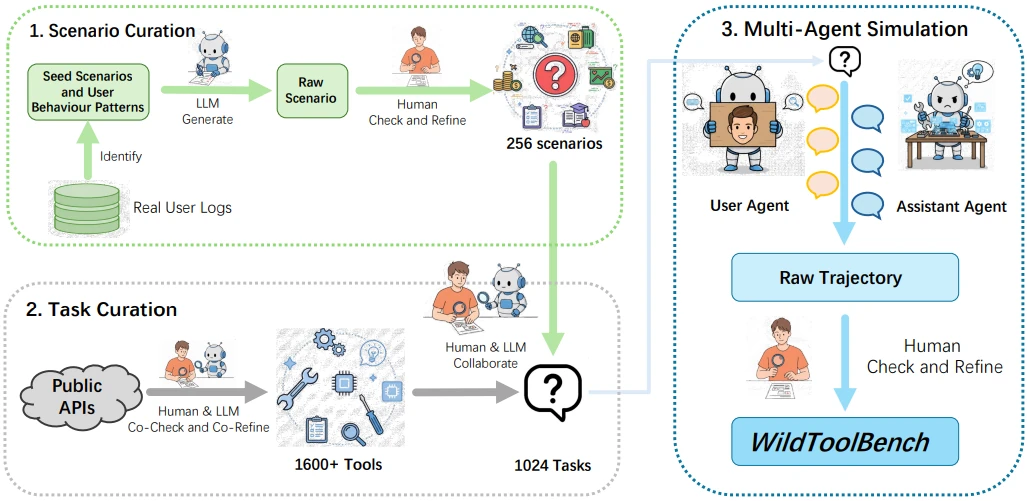 1. Scenario Curation
Seed Scenarios
and User
Behaviour Patterns
LLM
Generate
Raw
Scenario
Human
Check and Refine
?
256 scenarios
Identify
Real User Logs
2. Task Curation
Public
APIs
Human & LLM
Co-Check and Co-Refine
1600+ Tools
Human & LLM
Collaborate
?
1024 Tasks
3. Multi-Agent Simulation
?
User Agent
Assistant Agent
Raw Trajectory
Human
Check and Refine
WildToolBench